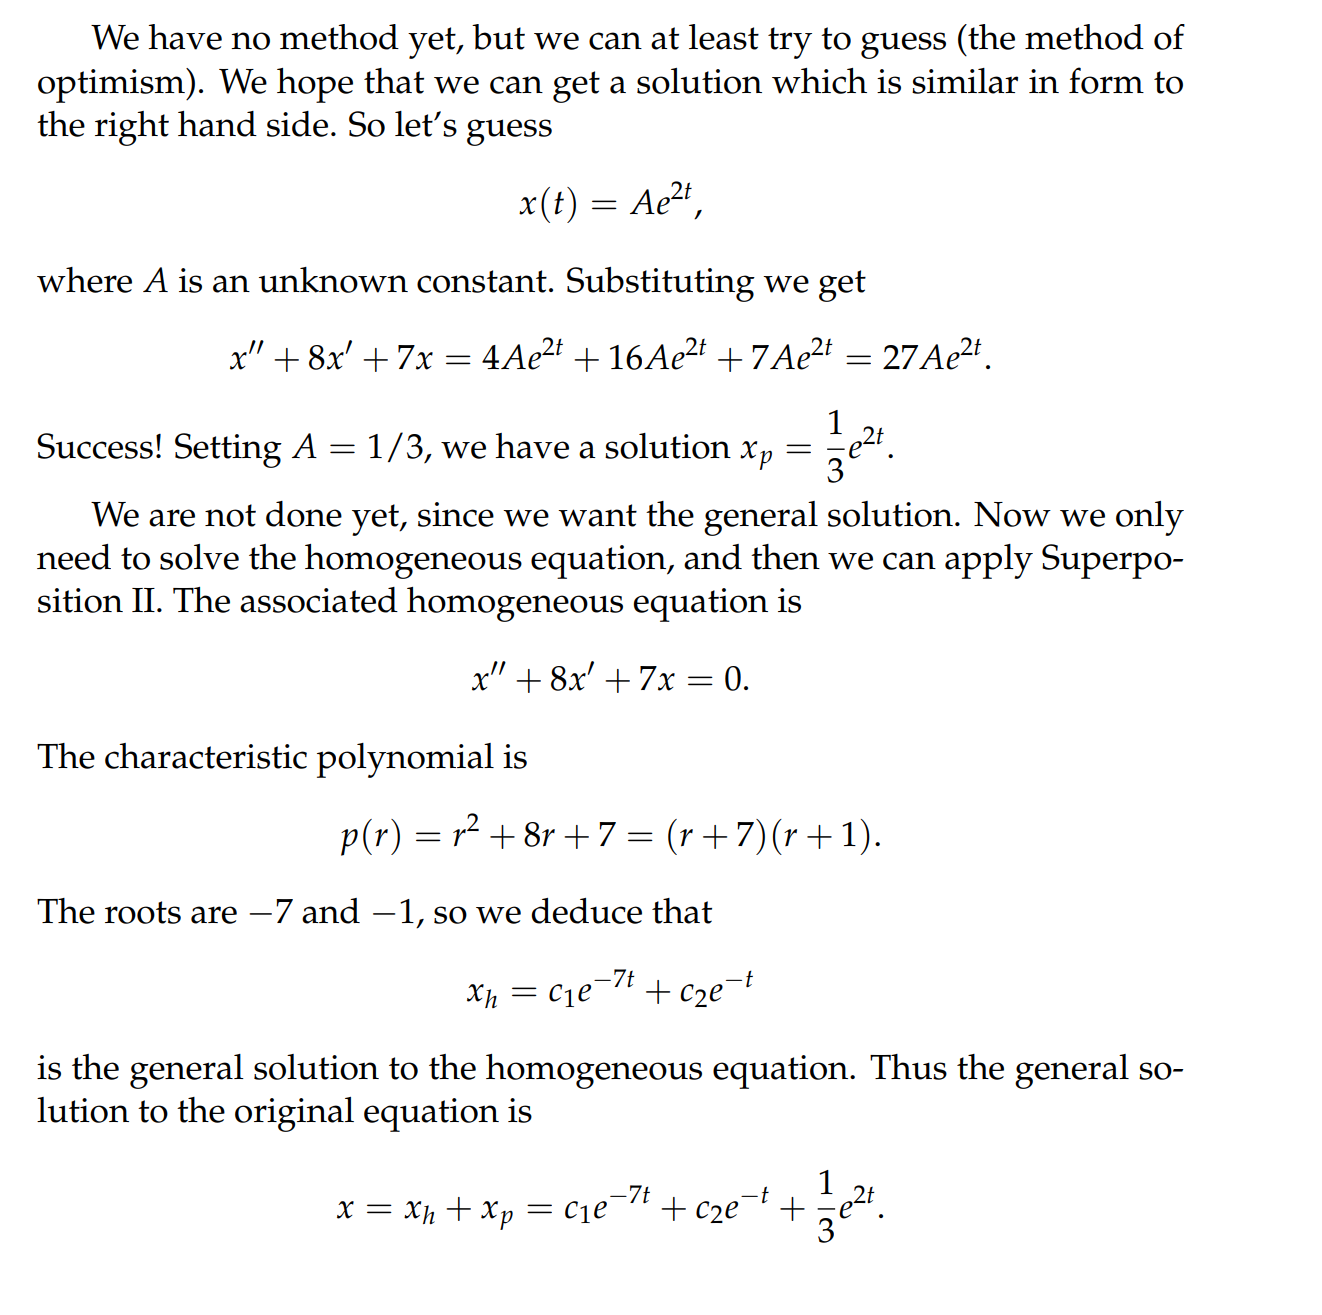 We have no method yet, but we can at least try to guess (the method of
optimism). We hope that we can get a solution which is similar in form to
the right hand side. So let's guess
x(t) = Ae^{2t},
where A is an unknown constant. Substituting we get
x'' + 8x' + 7x = 4Ae^{2t} + 16Ae^{2t} + 7Ae^{2t} = 27Ae^{2t}.
Success! Setting A = 1/3, we have a solution x_p = \frac{1}{3}e^{2t}.
We are not done yet, since we want the general solution. Now we only
need to solve the homogeneous equation, and then we can apply Superpo-
sition II. The associated homogeneous equation is
x'' + 8x' + 7x = 0.
The characteristic polynomial is
p(r) = r^2 + 8r + 7 = (r + 7)(r + 1).
The roots are −7 and −1, so we deduce that
x_h = c_1e^{−7t} + c_2e^{−t}
is the general solution to the homogeneous equation. Thus the general so-
lution to the original equation is
x = x_h + x_p = c_1e^{−7t} + c_2e^{−t} + \frac{1}{3}e^{2t}.